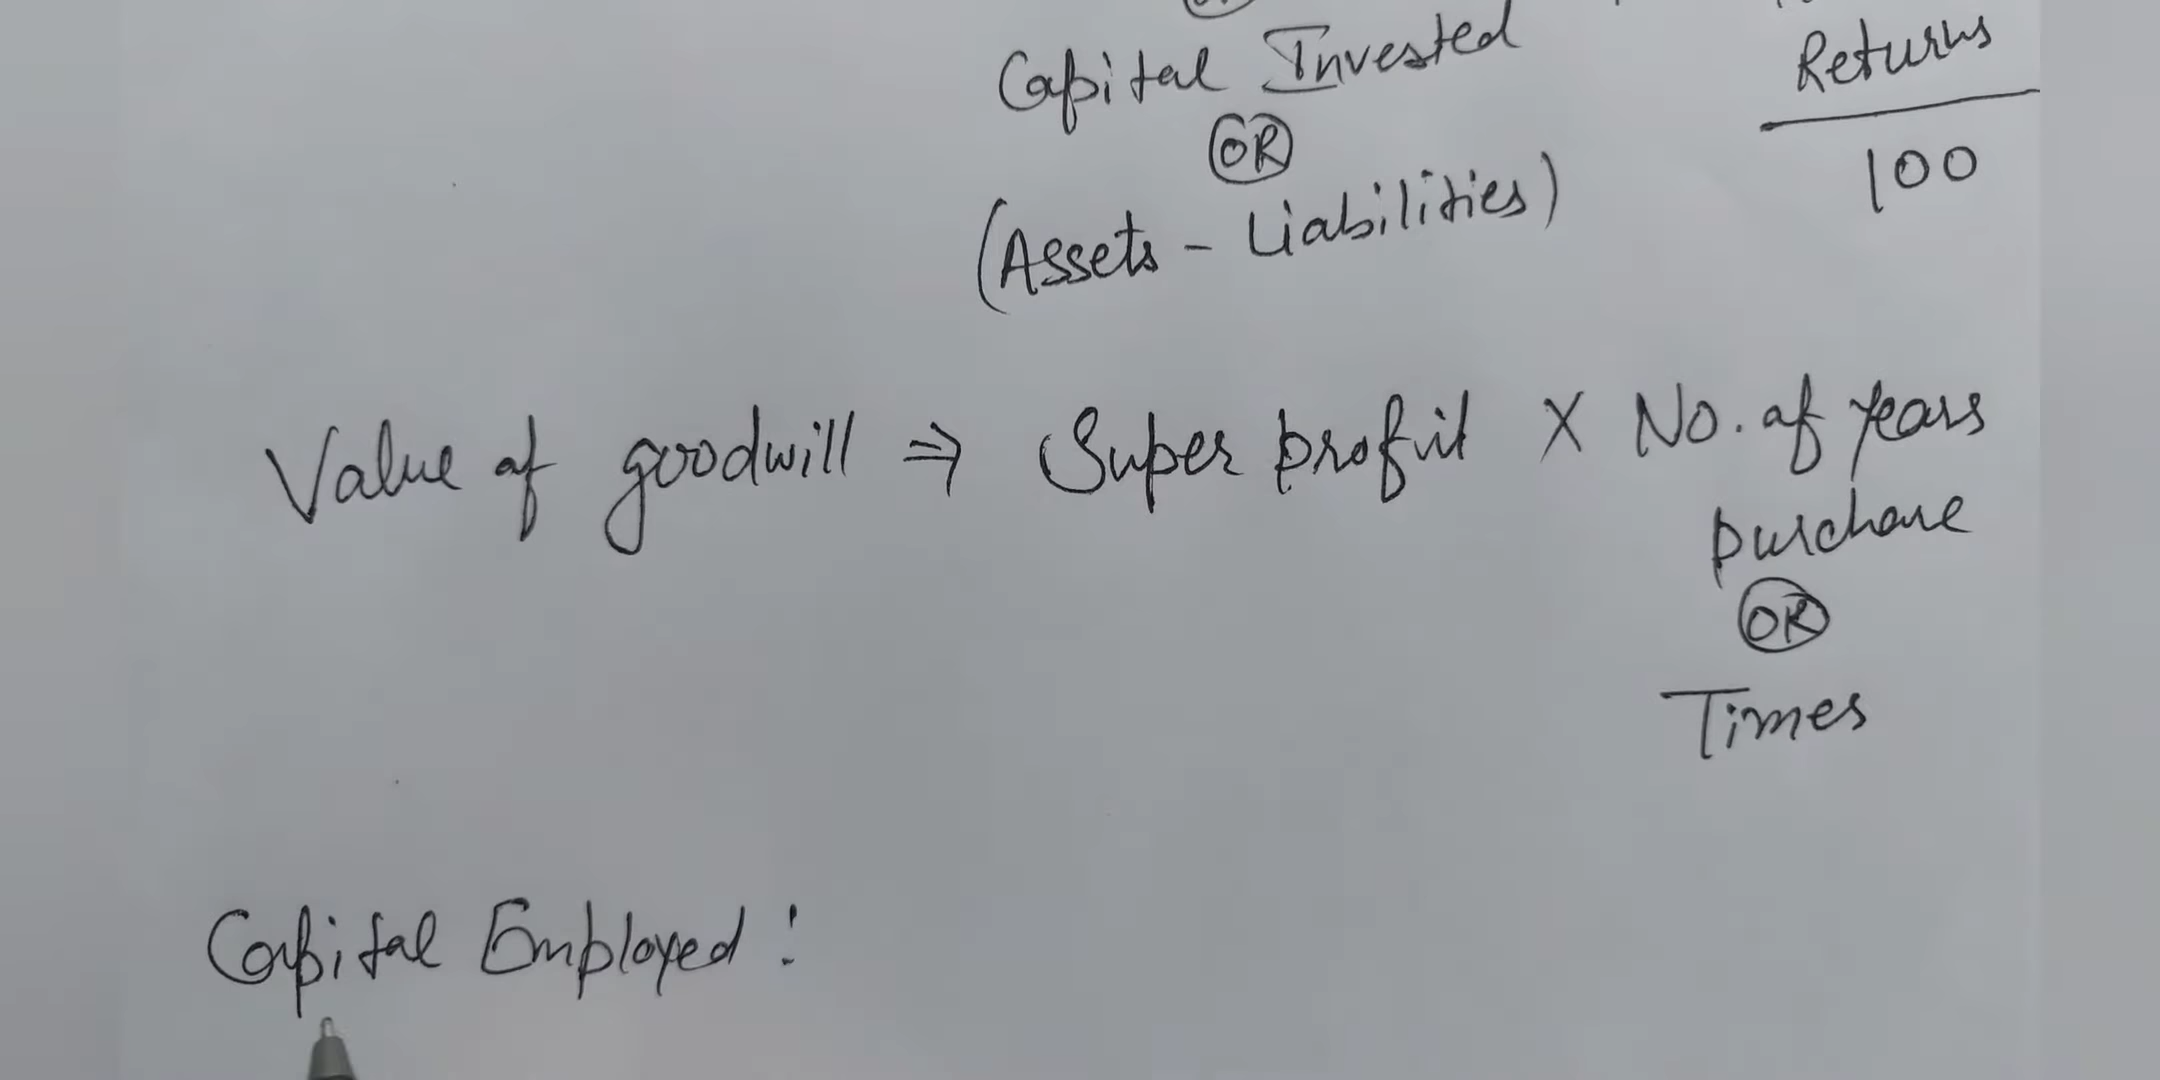 Capital Invested
Returns
100
OR
(Assets - Liabilities)
Value of goodwill ⇒ Super profit X No. of years
purchase
OR
Times
Capital Employed :